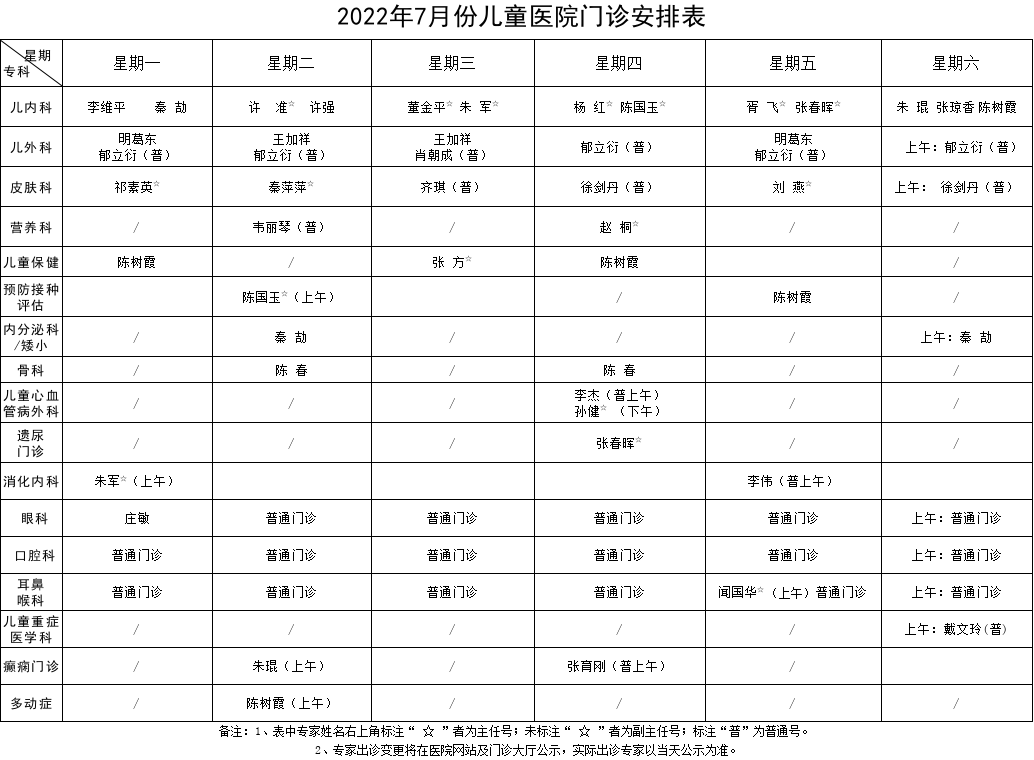 2022年7月份儿童医院门诊安排表
星期
专科
星期一 星期二 星期三 星期四 星期五 星期六
儿内科 李维平 秦 劼 许 准☆ 许强 董金平☆ 朱 军☆ 杨 红☆ 陈国玉☆ 胥 飞☆ 张春晖☆ 朱 琨 张琼香 陈树霞
儿外科 明葛东 王加祥 王加祥 郁立衍（普） 明葛东 上午：郁立衍（普）
郁立衍（普） 郁立衍（普） 肖朝成（普） 郁立衍（普）
皮肤科 祁素英☆ 秦萍萍☆ 齐琪（普） 徐剑丹（普） 刘 燕☆ 上午： 徐剑丹（普）
营养科 / 韦丽琴（普） / 赵 桐☆ / /
儿童保健 陈树霞 / 张 方☆ 陈树霞 /
预防接种
评估 陈国玉☆（上午） / 陈树霞 /
内分泌科
/矮小 / 秦 劼 / / / 上午：秦 劼
骨科 / 陈 春 / 陈 春 / /
儿童心血
管病外科 / / / 李杰（普上午） / /
孙健☆ （下午）
遗尿
门诊 / / / 张春晖☆ / /
消化内科 朱军☆（上午） 李伟（普上午）
眼科 庄敏 普通门诊 普通门诊 普通门诊 普通门诊 上午：普通门诊
口腔科 普通门诊 普通门诊 普通门诊 普通门诊 普通门诊 上午：普通门诊
耳鼻
喉科 普通门诊 普通门诊 普通门诊 普通门诊 闻国华☆（上午）普通门诊 上午：普通门诊
儿童重症
医学科 / / / / / 上午：戴文玲(普)
癫痫门诊 / 朱琨（上午） / 张育刚（普上午） /
多动症 / 陈树霞（上午） / / / /
备注：1、表中专家姓名右上角标注“ ☆ ”者为主任号；未标注“ ☆ ”者为副主任号；标注“普”为普通号。
2、专家出诊变更将在医院网站及门诊大厅公示，实际出诊专家以当天公示为准。